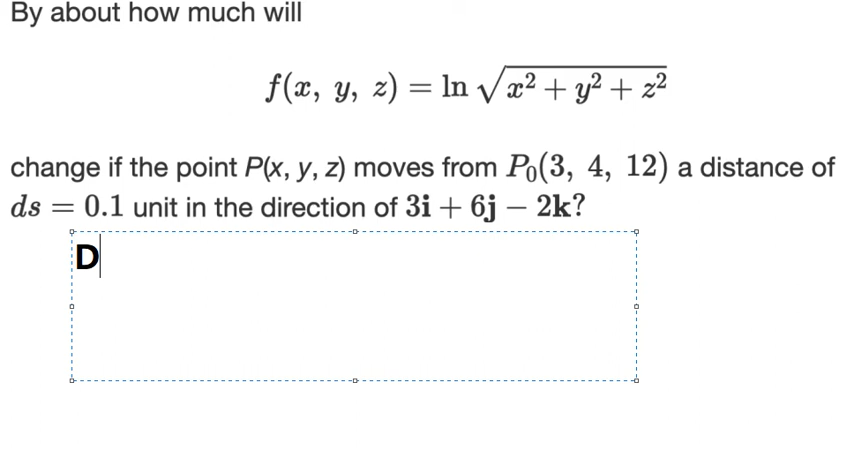 By about how much will
f(x, y, z) = ln √(x² + y² + z²)
change if the point P(x, y, z) moves from P₀(3, 4, 12) a distance of
ds = 0.1 unit in the direction of 3i + 6j − 2k?
D